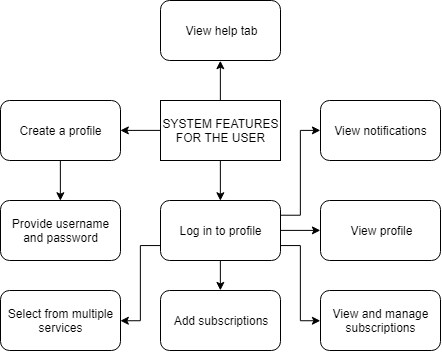 View help tab
Create a profile
SYSTEM FEATURES
FOR THE USER
View notifications
Provide username
and password
Log in to profile
View profile
Select from multiple
services
Add subscriptions
View and manage
subscriptions